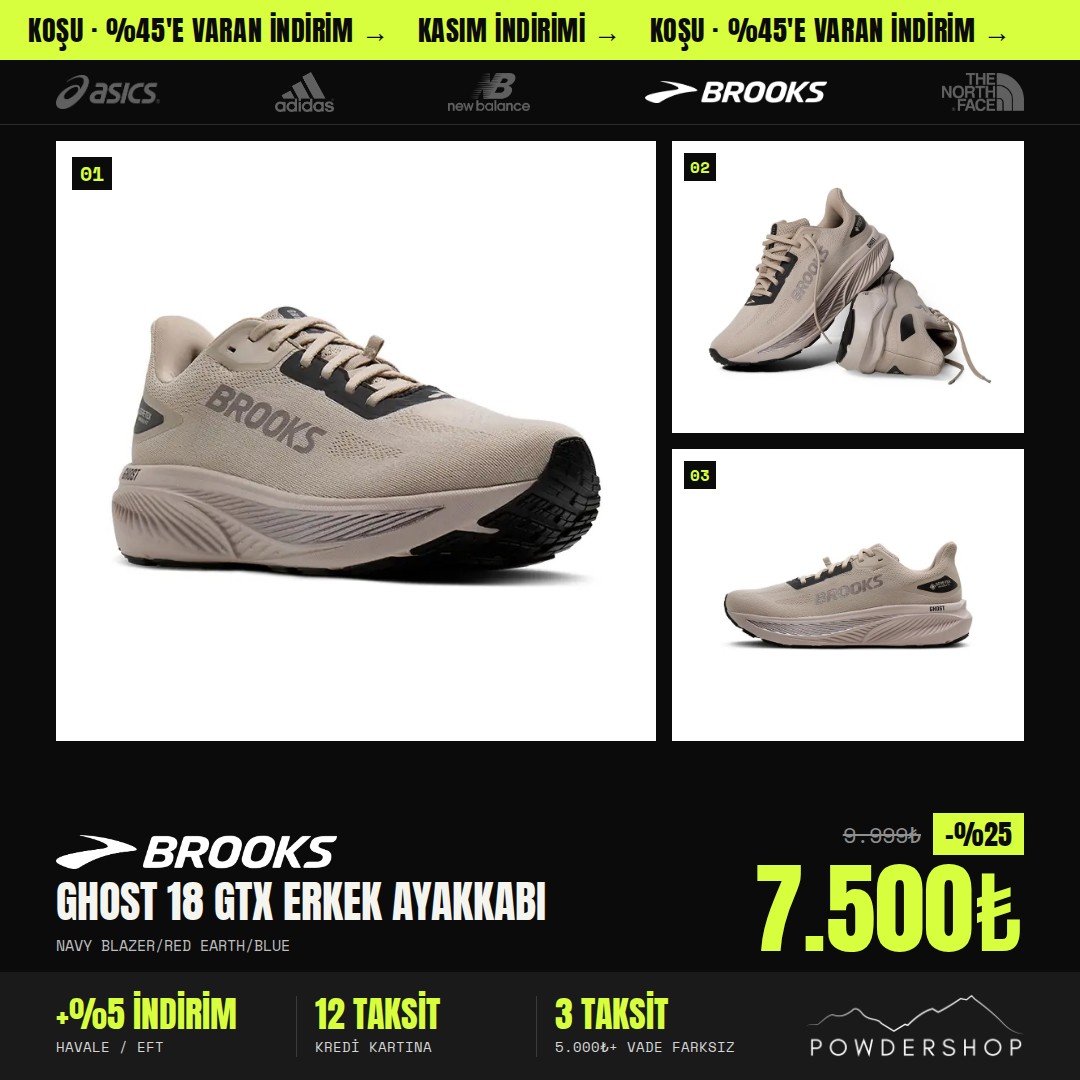 KOŞU · %45'E VARAN İNDİRİM → KASIM İNDİRİMİ → KOŞU · %45'E VARAN İNDİRİM →
asics adidas new balance BROOKS THE NORTH FACE
01
BROOKS
GHOST
02
BROOKS
GHOST
03
BROOKS
GHOST
BROOKS
GHOST 18 GTX ERKEK AYAKKABI
NAVY BLAZER/RED EARTH/BLUE
9.999₺ -%25
7.500₺
+%5 İNDİRİM
HAVALE / EFT
12 TAKSİT
KREDİ KARTINA
3 TAKSİT
5.000₺+ VADE FARKSIZ
POWDERSHOP